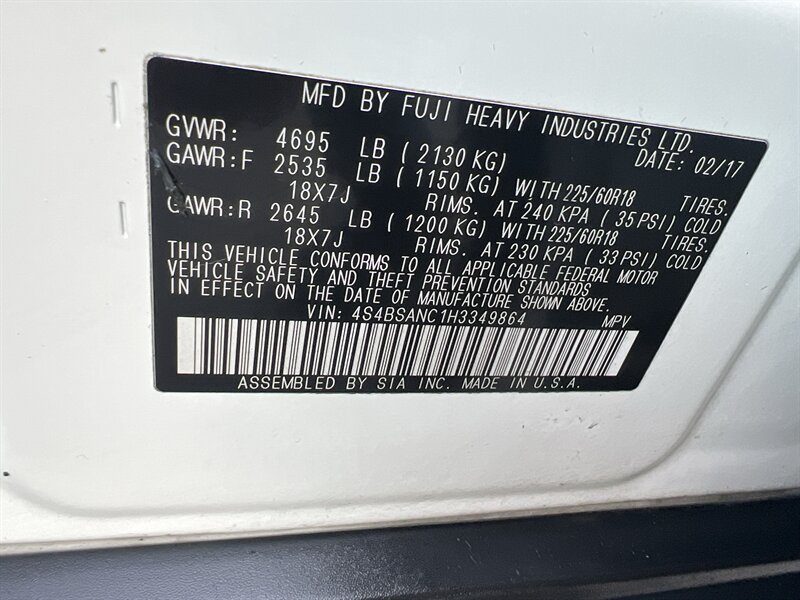 MFD BY FUJI HEAVY INDUSTRIES LTD.
GVWR: 4695 LB ( 2130 KG) DATE: 02/17
GAWR:F 2535 LB ( 1150 KG) WITH 225/60R18 TIRES.
18X7J RIMS. AT 240 KPA ( 35 PSI) COLD
GAWR:R 2645 LB ( 1200 KG) WITH 225/60R18 TIRES.
18X7J RIMS. AT 230 KPA ( 33 PSI) COLD
THIS VEHICLE CONFORMS TO ALL APPLICABLE FEDERAL MOTOR
VEHICLE SAFETY AND THEFT PREVENTION STANDARDS
IN EFFECT ON THE DATE OF MANUFACTURE SHOWN ABOVE.
VIN: 4S4BSANC1H3349864 MPV
ASSEMBLED BY SIA INC. MADE IN U.S.A.